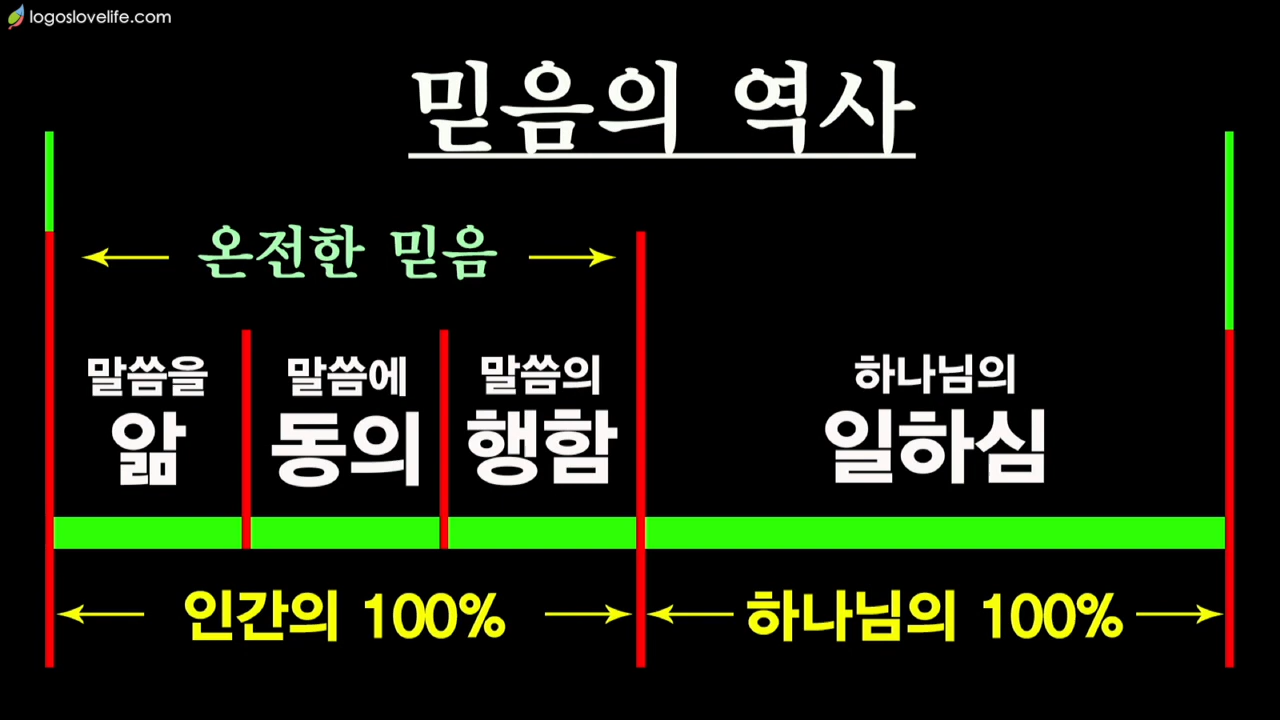 logoslovelife.com
믿음의 역사
온전한 믿음
말씀을
앎
말씀에
동의
말씀의
행함
하나님의
일하심
인간의 100%
하나님의 100%